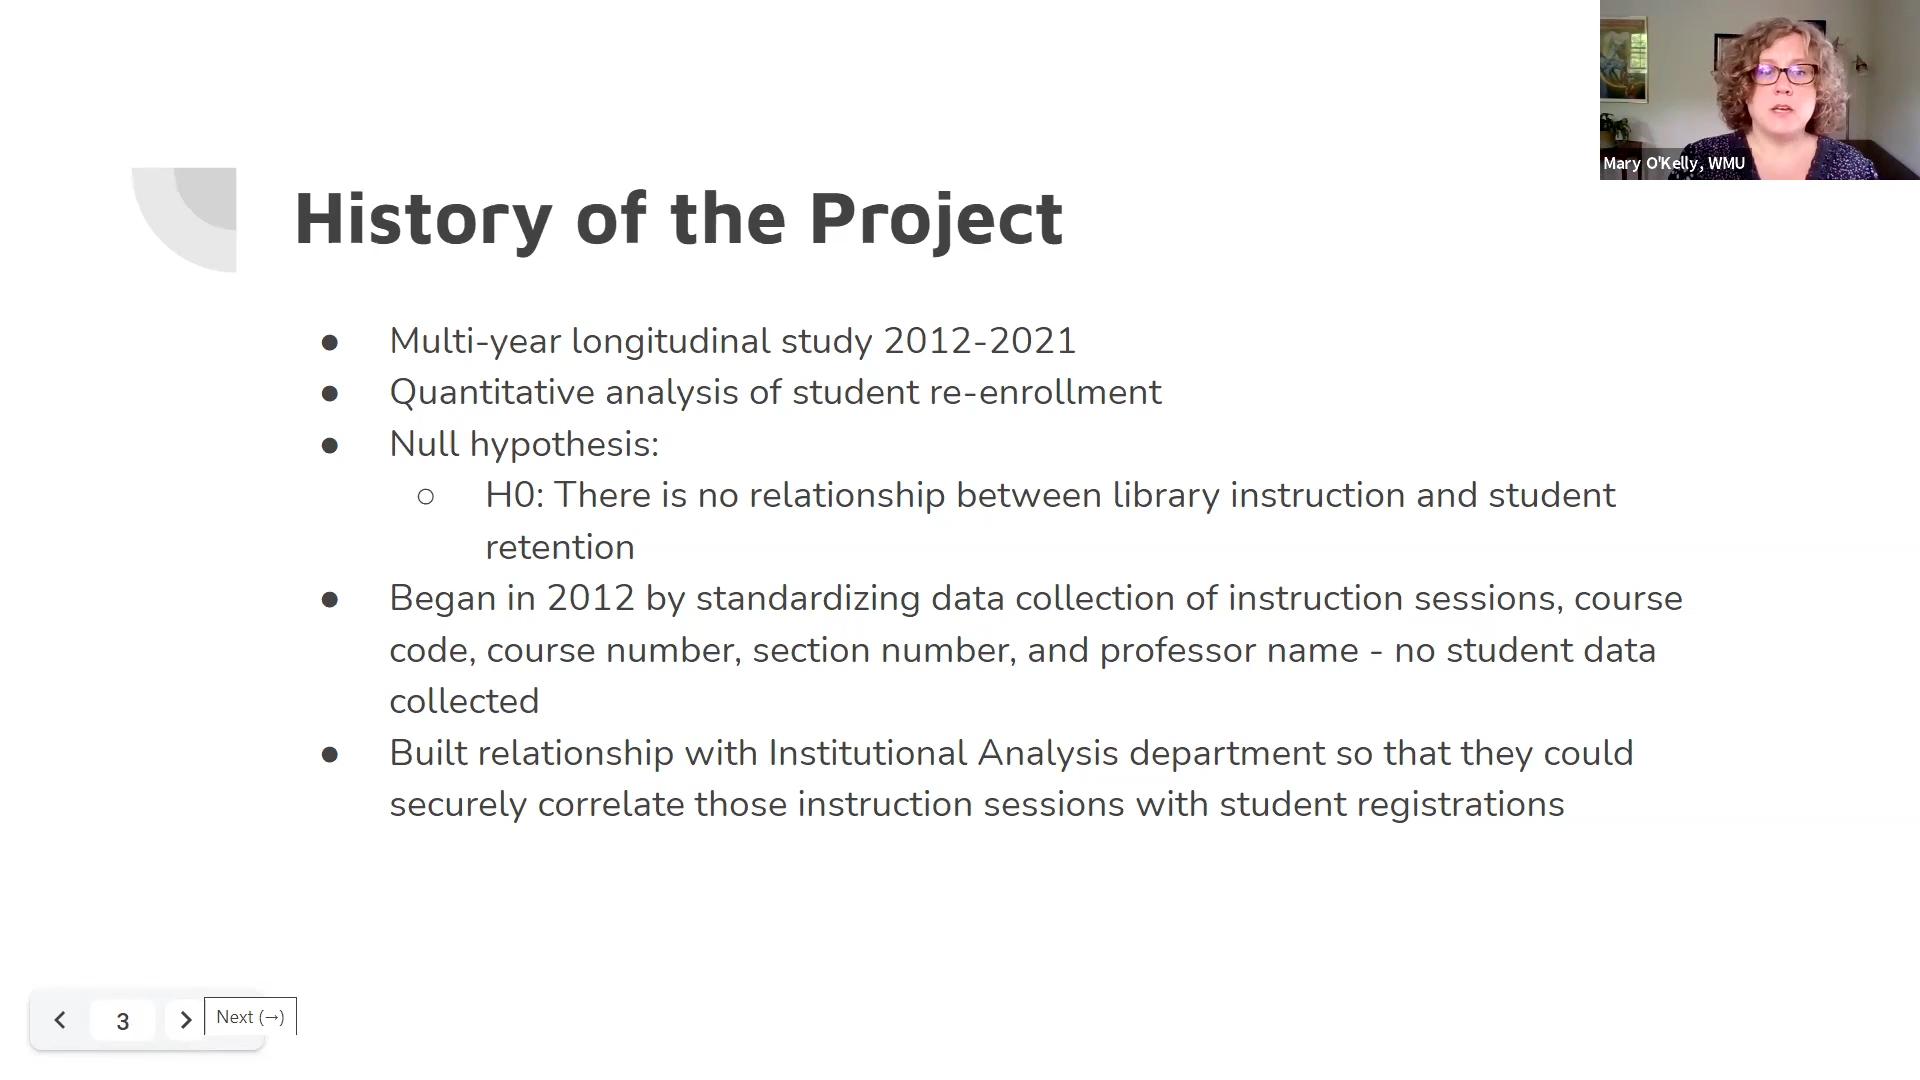 Mary O'Kelly, WMU
History of the Project
● Multi-year longitudinal study 2012-2021
● Quantitative analysis of student re-enrollment
● Null hypothesis:
○ H0: There is no relationship between library instruction and student
retention
● Began in 2012 by standardizing data collection of instruction sessions, course
code, course number, section number, and professor name - no student data
collected
● Built relationship with Institutional Analysis department so that they could
securely correlate those instruction sessions with student registrations
3
Next (→)